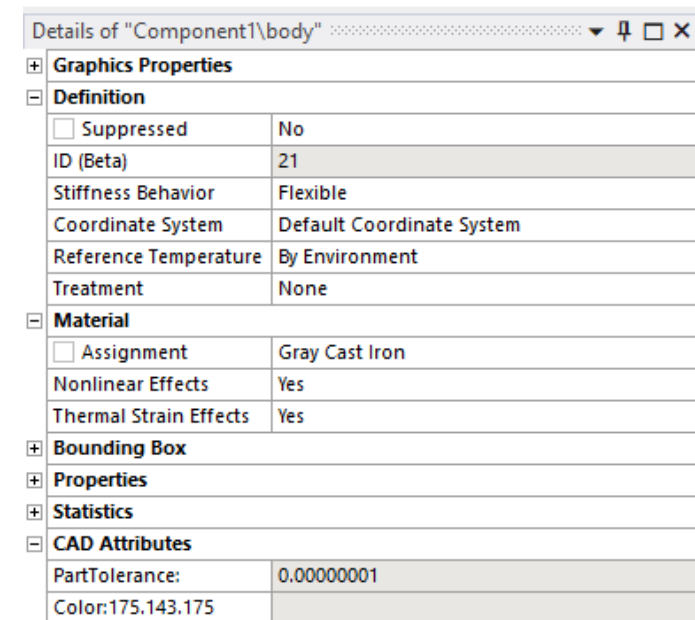 Details of "Component1\body"
Graphics Properties
Definition
Suppressed No
ID (Beta) 21
Stiffness Behavior Flexible
Coordinate System Default Coordinate System
Reference Temperature By Environment
Treatment None
Material
Assignment Gray Cast Iron
Nonlinear Effects Yes
Thermal Strain Effects Yes
Bounding Box
Properties
Statistics
CAD Attributes
PartTolerance: 0.00000001
Color:175.143.175